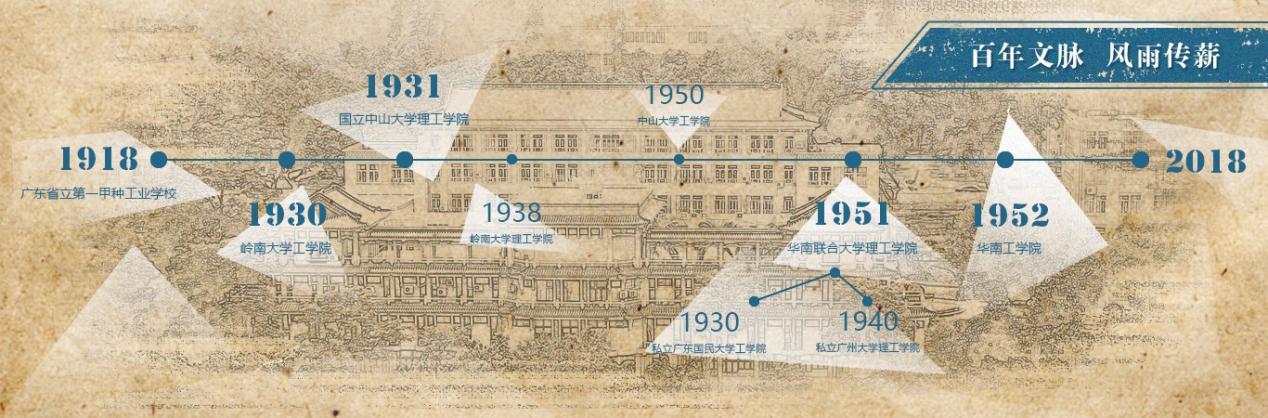 百年文脉 风雨传薪
1918
广东省立第一甲种工业学校
1930
岭南大学工学院
1931
国立中山大学理工学院
1938
岭南大学理工学院
1950
中山大学工学院
1951
华南联合大学理工学院
1930
私立广东国民大学工学院
1940
私立广州大学理工学院
1952
华南工学院
2018